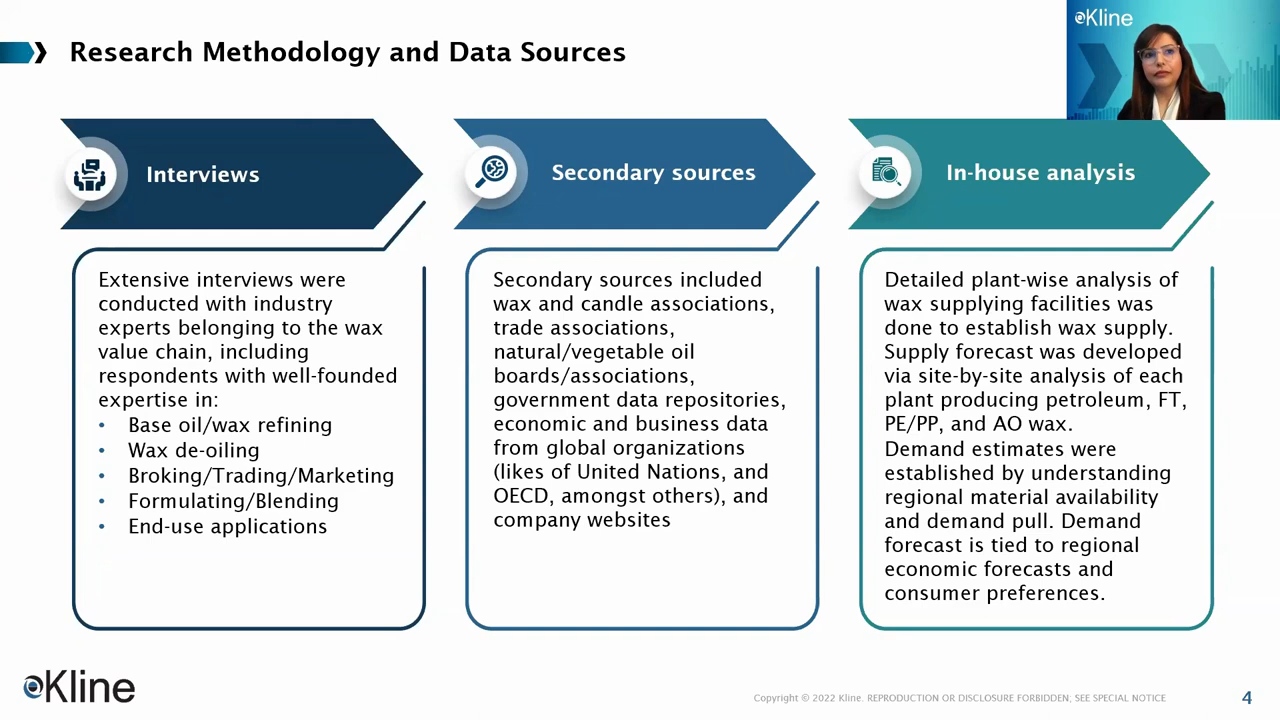 Kline
Research Methodology and Data Sources
Interviews
Extensive interviews were
conducted with industry
experts belonging to the wax
value chain, including
respondents with well-founded
expertise in:
• Base oil/wax refining
• Wax de-oiling
• Broking/Trading/Marketing
• Formulating/Blending
• End-use applications
Secondary sources
Secondary sources included
wax and candle associations,
trade associations,
natural/vegetable oil
boards/associations,
government data repositories,
economic and business data
from global organizations
(likes of United Nations, and
OECD, amongst others), and
company websites
In-house analysis
Detailed plant-wise analysis of
wax supplying facilities was
done to establish wax supply.
Supply forecast was developed
via site-by-site analysis of each
plant producing petroleum, FT,
PE/PP, and AO wax.
Demand estimates were
established by understanding
regional material availability
and demand pull. Demand
forecast is tied to regional
economic forecasts and
consumer preferences.
Kline
Copyright © 2022 Kline. REPRODUCTION OR DISCLOSURE FORBIDDEN; SEE SPECIAL NOTICE
4